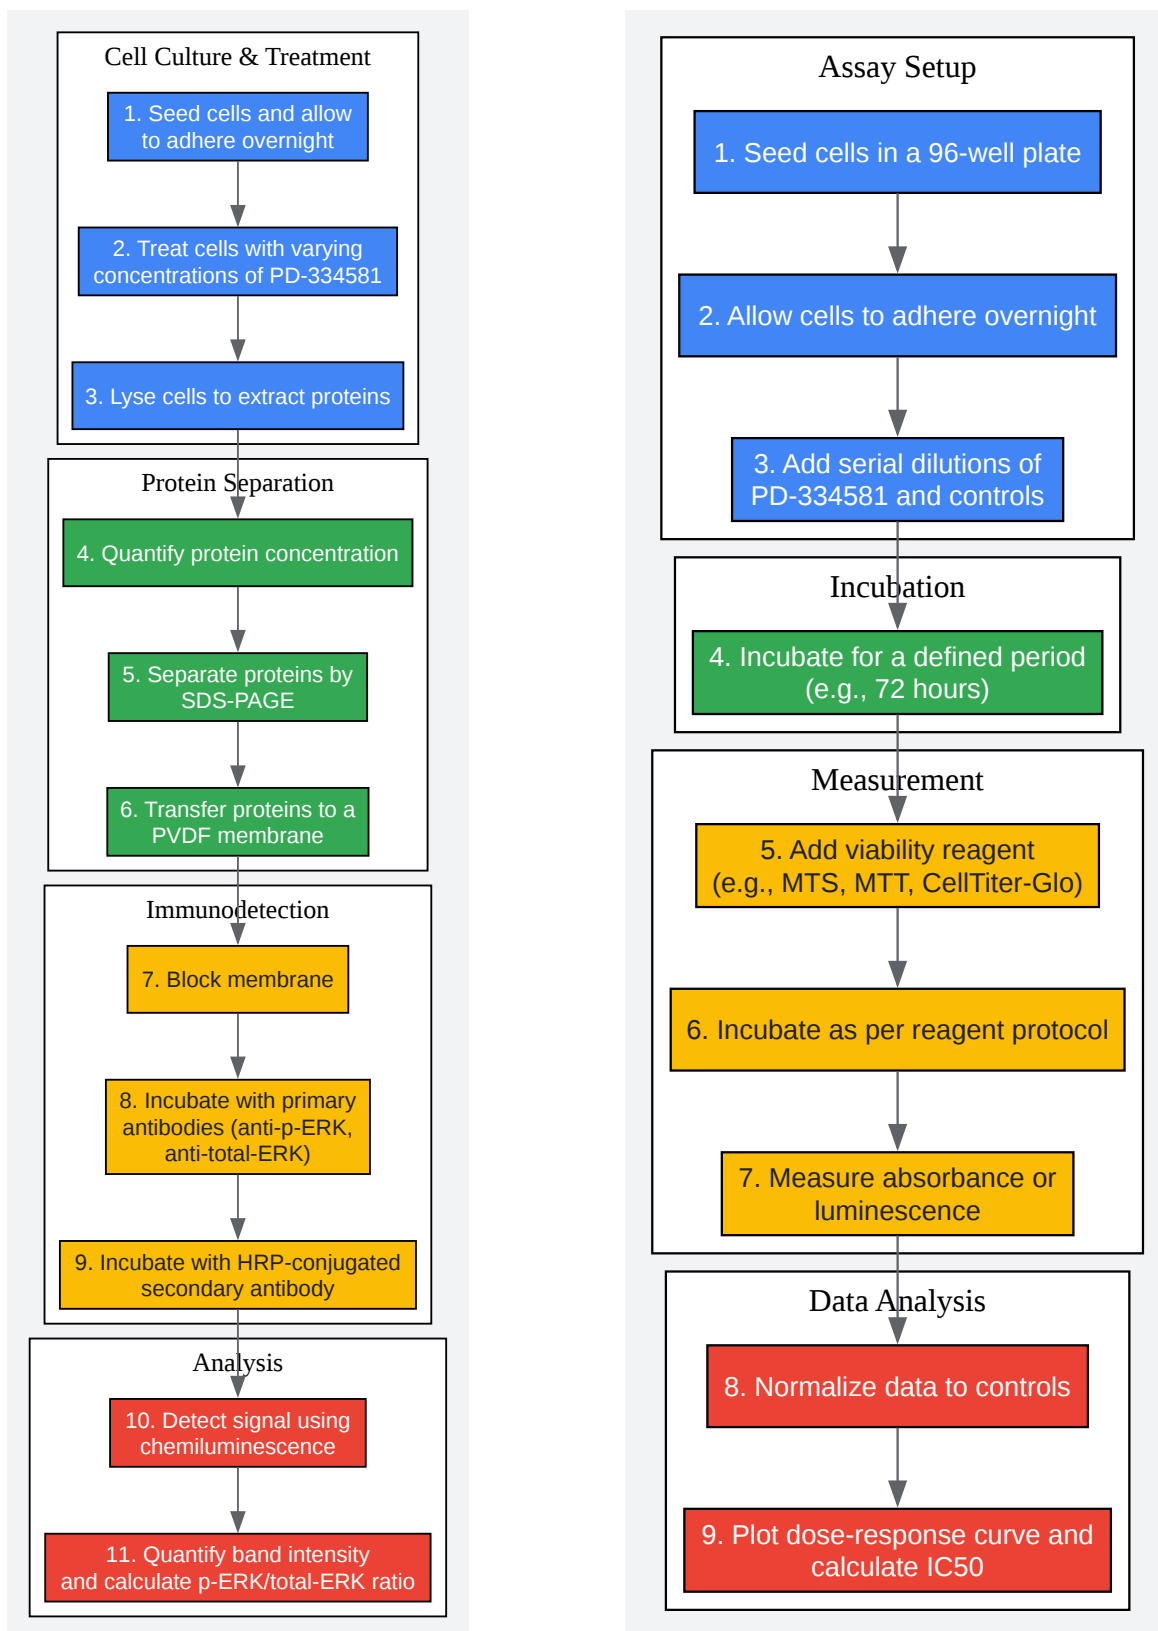 Cell Culture & Treatment
1. Seed cells and allow
to adhere overnight
2. Treat cells with varying
concentrations of PD-334581
3. Lyse cells to extract proteins
Protein Separation
4. Quantify protein concentration
5. Separate proteins by
SDS-PAGE
6. Transfer proteins to a
PVDF membrane
Immunodetection
7. Block membrane
8. Incubate with primary
antibodies (anti-p-ERK,
anti-total-ERK)
9. Incubate with HRP-conjugated
secondary antibody
Analysis
10. Detect signal using
chemiluminescence
11. Quantify band intensity
and calculate p-ERK/total-ERK ratio
Assay Setup
1. Seed cells in a 96-well plate
2. Allow cells to adhere overnight
3. Add serial dilutions of
PD-334581 and controls
Incubation
4. Incubate for a defined period
(e.g., 72 hours)
Measurement
5. Add viability reagent
(e.g., MTS, MTT, CellTiter-Glo)
6. Incubate as per reagent protocol
7. Measure absorbance or
luminescence
Data Analysis
8. Normalize data to controls
9. Plot dose-response curve and
calculate IC50